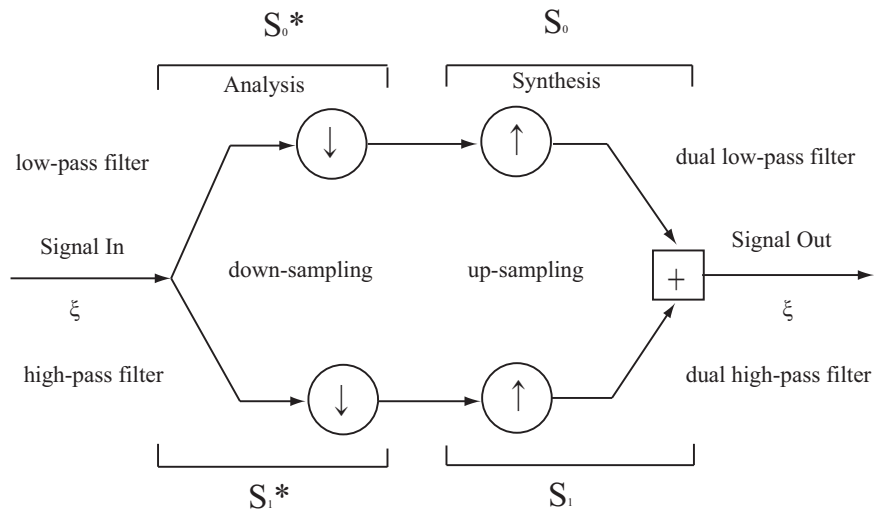 S₀* S₀
Analysis Synthesis
↓ ↑
low-pass filter dual low-pass filter
Signal In Signal Out
down-sampling up-sampling
+
ξ ξ
high-pass filter dual high-pass filter
↓ ↑
S₁* S₁